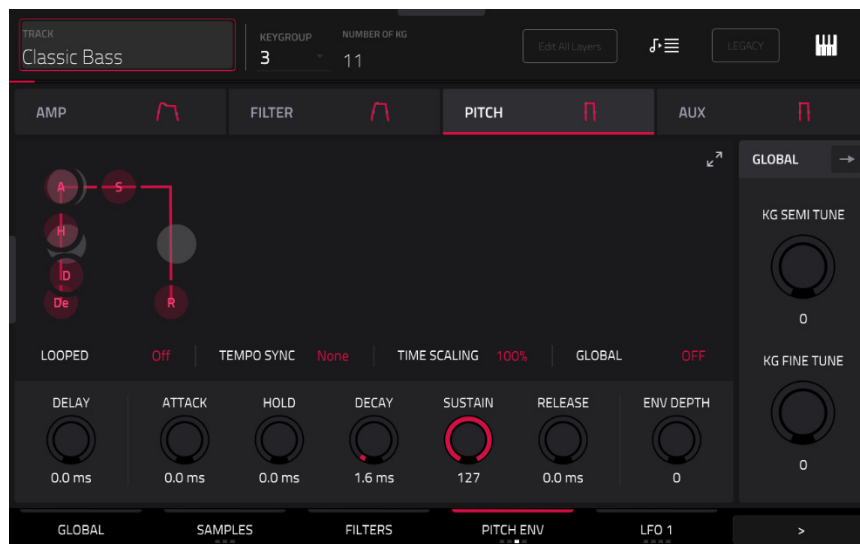 TRACK
Classic Bass
KEYGROUP
3
NUMBER OF KG
11
Edit All Layers
LEGACY
AMP
FILTER
PITCH
AUX
GLOBAL
A
S
H
D
De
R
KG SEMI TUNE
0
LOOPED Off
TEMPO SYNC None
TIME SCALING 100%
GLOBAL OFF
KG FINE TUNE
0
DELAY ATTACK HOLD DECAY SUSTAIN RELEASE ENV DEPTH
0.0 ms 0.0 ms 0.0 ms 1.6 ms 127 0.0 ms 0
GLOBAL SAMPLES FILTERS PITCH ENV LFO 1 >